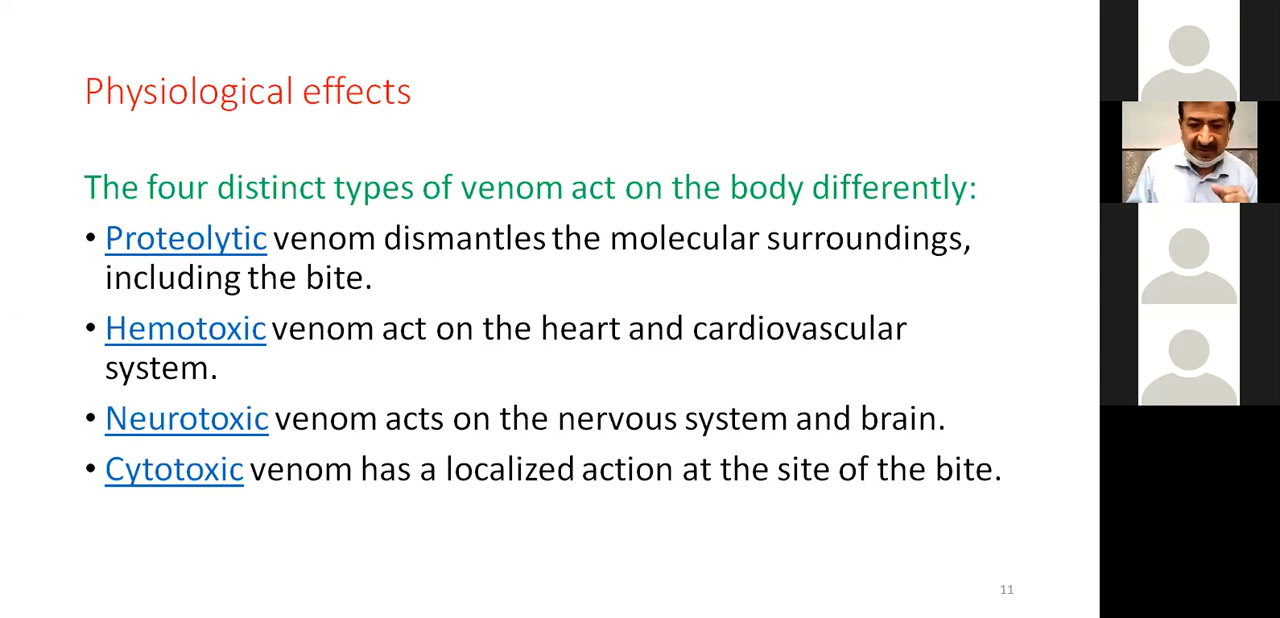 Physiological effects
The four distinct types of venom act on the body differently:
• Proteolytic venom dismantles the molecular surroundings,
including the bite.
• Hemotoxic venom act on the heart and cardiovascular
system.
• Neurotoxic venom acts on the nervous system and brain.
• Cytotoxic venom has a localized action at the site of the bite.
11